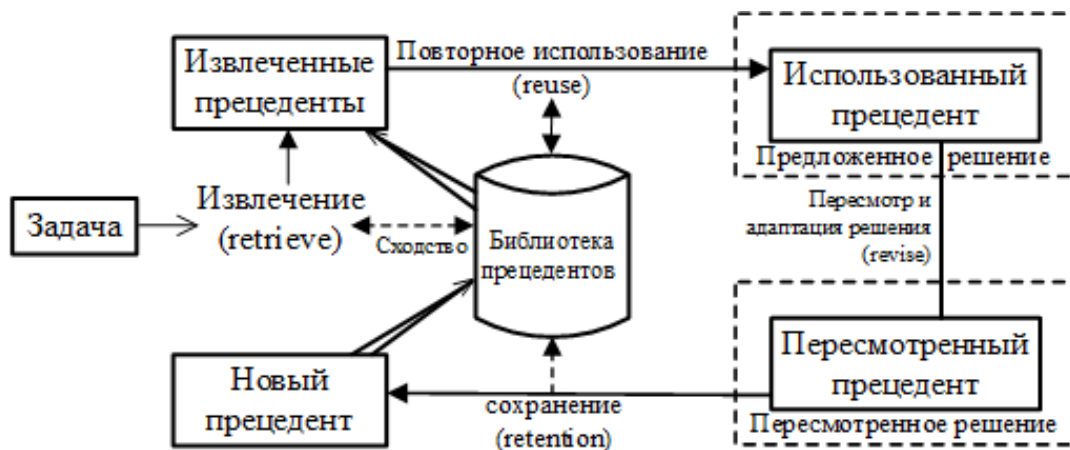 Извлеченные
прецеденты
Повторное использование
(reuse)
Использованный
прецедент
Предложенное решение
Задача
Извлечение
(retrieve)
Сходство
Библиотека
прецедентов
Пересмотр и
адаптация решения
(revise)
Новый
прецедент
сохранение
(retention)
Пересмотренный
прецедент
Пересмотренное решение